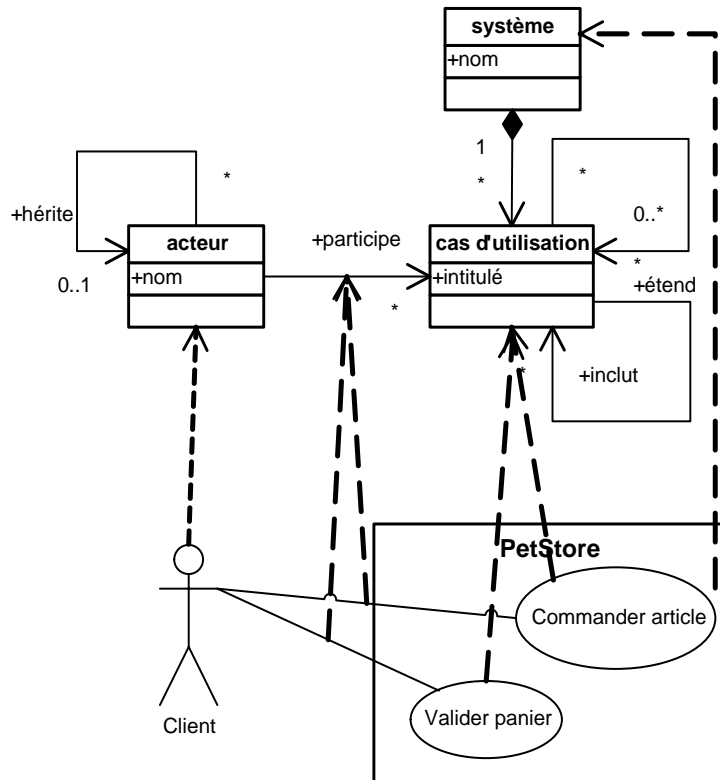 système
+nom
1
*
*
*
+hérite
0..*
acteur
+participe
cas d'utilisation
0..1
+nom
*
+intitulé
*
+étend
*
+inclut
PetStore
Commander article
Valider panier
Client